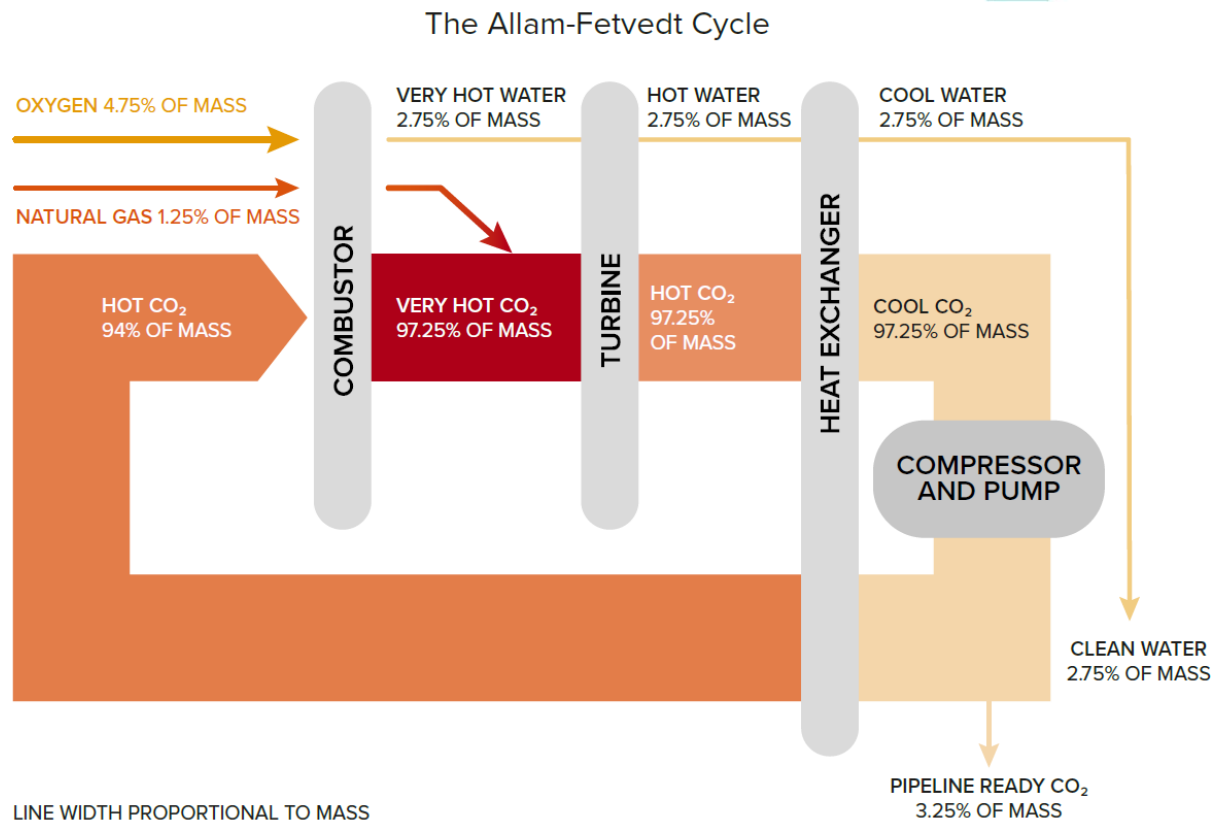 The Allam-Fetvedt Cycle
OXYGEN 4.75% OF MASS
VERY HOT WATER
2.75% OF MASS
HOT WATER
2.75% OF MASS
COOL WATER
2.75% OF MASS
NATURAL GAS 1.25% OF MASS
HOT CO₂
94% OF MASS
COMBUSTOR
VERY HOT CO₂
97.25% OF MASS
TURBINE
HOT CO₂
97.25%
OF MASS
HEAT EXCHANGER
COOL CO₂
97.25% OF MASS
COMPRESSOR
AND PUMP
CLEAN WATER
2.75% OF MASS
PIPELINE READY CO₂
3.25% OF MASS
LINE WIDTH PROPORTIONAL TO MASS